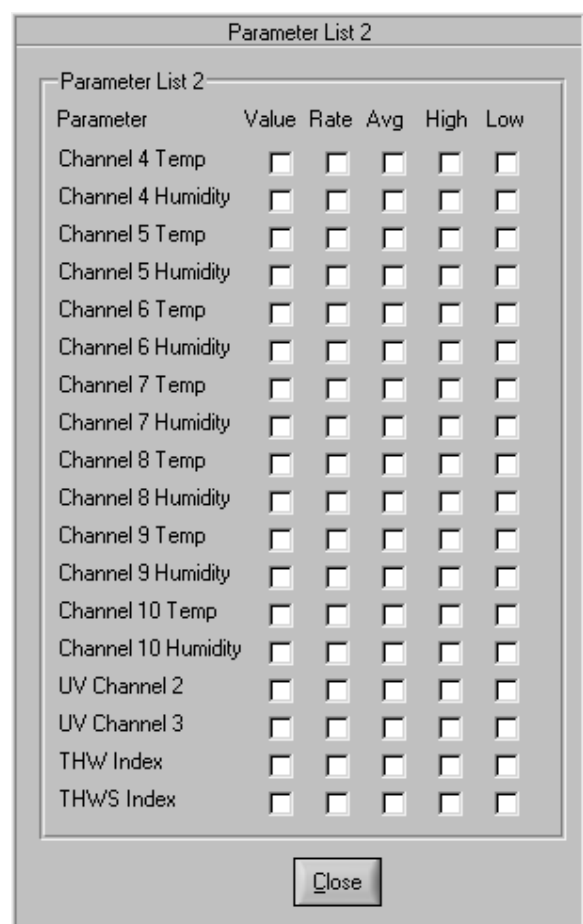 Parameter List 2
Parameter List 2
Parameter Value Rate Avg High Low
Channel 4 Temp
Channel 4 Humidity
Channel 5 Temp
Channel 5 Humidity
Channel 6 Temp
Channel 6 Humidity
Channel 7 Temp
Channel 7 Humidity
Channel 8 Temp
Channel 8 Humidity
Channel 9 Temp
Channel 9 Humidity
Channel 10 Temp
Channel 10 Humidity
UV Channel 2
UV Channel 3
THW Index
THWS Index
Close